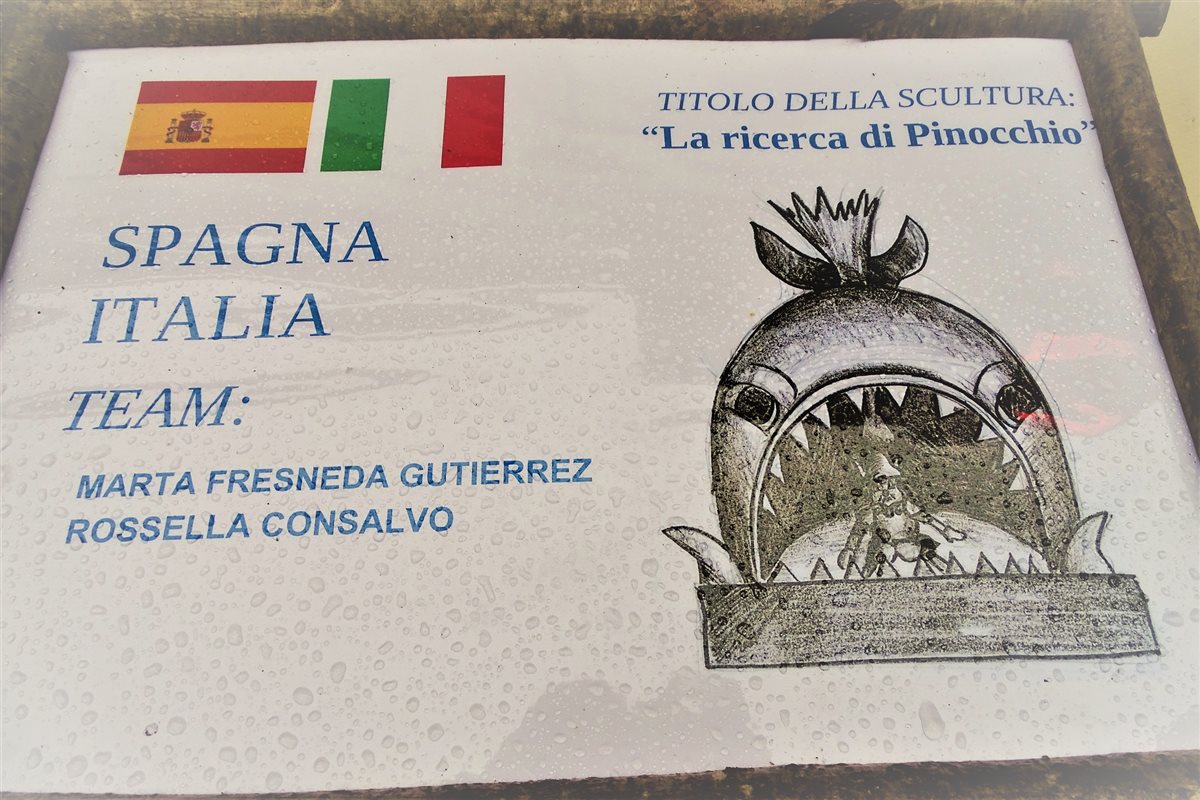 TITOLO DELLA SCULTURA:
“La ricerca di Pinocchio”
SPAGNA
ITALIA
TEAM:
MARTA FRESNEDA GUTIERREZ
ROSSELLA CONSALVO